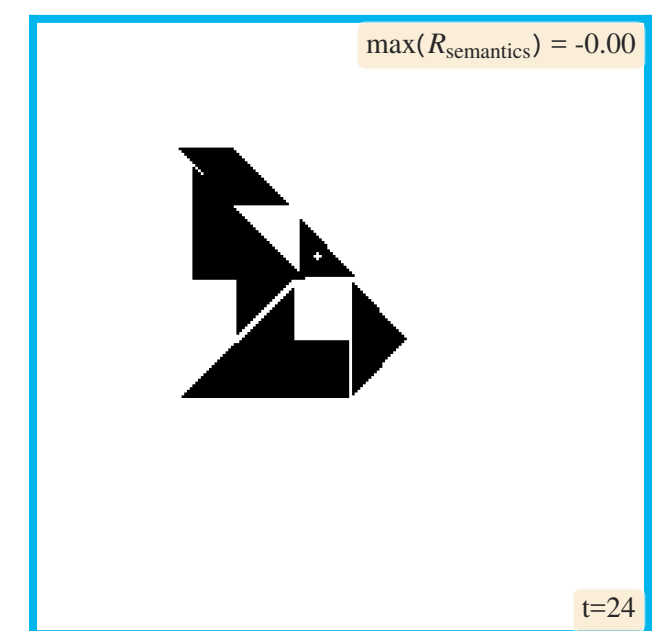 max(R_semantics) = -0.00
t=24